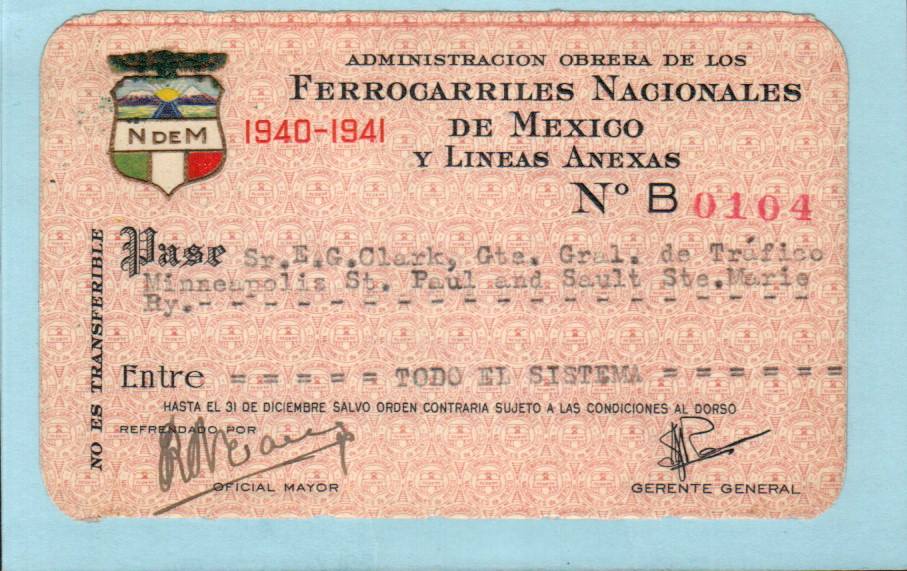 ADMINISTRACION OBRERA DE LOS
FERROCARRILES NACIONALES
DE MEXICO
Y LINEAS ANEXAS
N DE M
1940-1941
Nº B 0104
NO ES TRANSFERIBLE
Pase Sr.E.G.Clark, Gte. Gral. de Tráfico
Minneapolis St. Paul and Sault Ste.Marie
Ry.- - - - - - - - - - - - - - - - - - - - - - -
Entre = = = = = TODO EL SISTEMA = = = = = =
HASTA EL 31 DE DICIEMBRE SALVO ORDEN CONTRARIA SUJETO A LAS CONDICIONES AL DORSO
REFRENDADO POR
OFICIAL MAYOR
GERENTE GENERAL